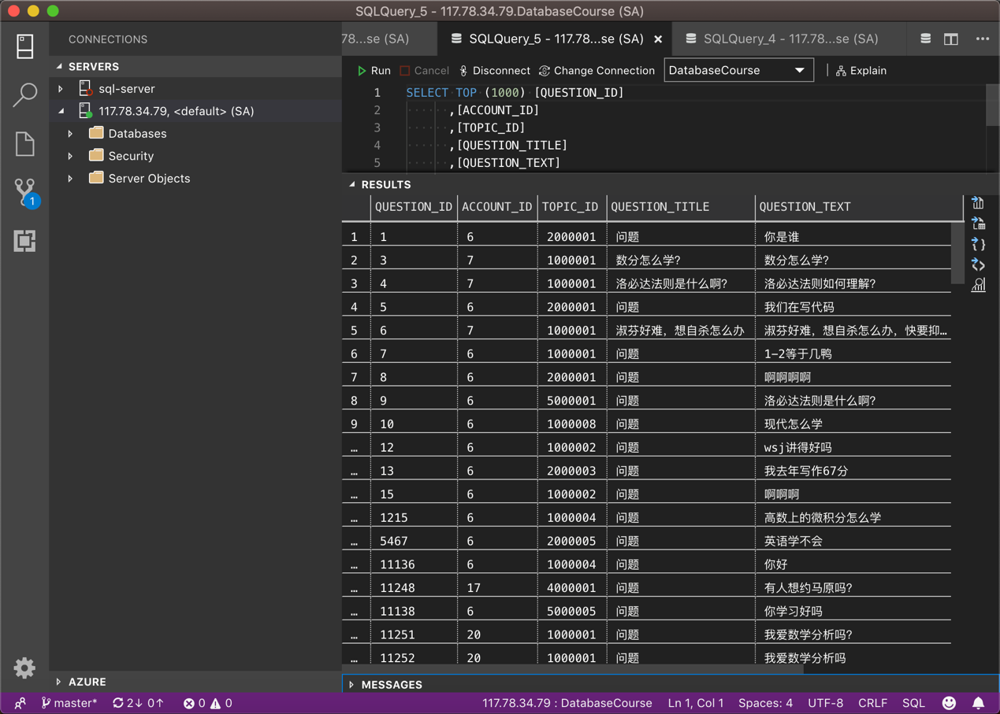 SQLQuery_5 - 117.78.34.79.DatabaseCourse (SA)
CONNECTIONS
78...se (SA) SQLQuery_5 - 117.78...se (SA) SQLQuery_4 - 117.78...se (SA)
SERVERS
sql-server
117.78.34.79, <default> (SA)
Databases
Security
Server Objects
AZURE
Run Cancel Disconnect Change Connection DatabaseCourse Explain
1 SELECT TOP (1000) [QUESTION_ID]
2 ,[ACCOUNT_ID]
3 ,[TOPIC_ID]
4 ,[QUESTION_TITLE]
5 ,[QUESTION_TEXT]
RESULTS
QUESTION_ID ACCOUNT_ID TOPIC_ID QUESTION_TITLE QUESTION_TEXT
1 1 6 2000001 问题 你是谁
2 3 7 1000001 数分怎么学? 数分怎么学?
3 4 7 1000001 洛必达法则是什么啊? 洛必达法则如何理解?
4 5 6 2000001 问题 我们在写代码
5 6 7 1000001 淑芬好难，想自杀怎么办 淑芬好难，想自杀怎么办，快要抑…
6 7 6 1000001 问题 1-2等于几鸭
7 8 6 2000001 问题 啊啊啊啊
8 9 6 5000001 问题 洛必达法则是什么啊?
9 10 6 1000008 问题 现代怎么学
… 12 6 1000002 问题 wsj讲得好吗
… 13 6 2000003 问题 我去年写作67分
… 15 6 1000002 问题 啊啊啊
… 1215 6 1000004 问题 高数上的微积分怎么学
… 5467 6 2000005 问题 英语学不会
… 11136 6 1000004 问题 你好
… 11248 17 4000001 问题 有人想约马原吗?
… 11138 6 5000005 问题 你学习好吗
… 11251 20 1000001 问题 我爱数学分析吗?
… 11252 20 1000001 问题 我爱数学分析吗
MESSAGES
1
master* 2↓ 0↑ 0 0 117.78.34.79 : DatabaseCourse Ln 1, Col 1 Spaces: 4 UTF-8 CRLF SQL